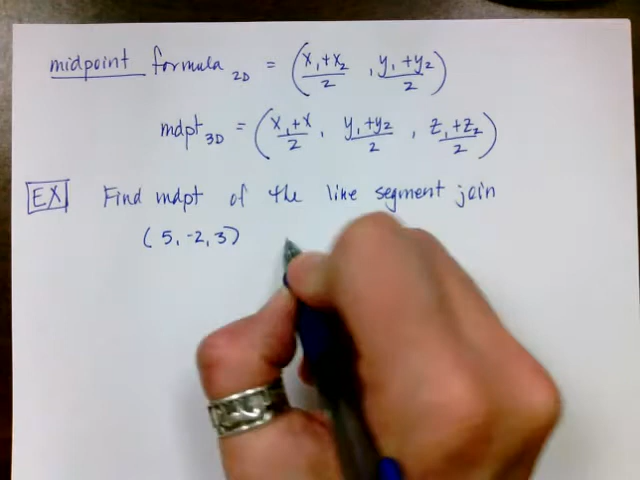 midpoint formula 2D = (x₁+x₂/2, y₁+y₂/2)
mdpt 3D = (x₁+x/2, y₁+y₂/2, z₁+z₂/2)
EX Find mdpt of the line segment join
(5, -2, 3)